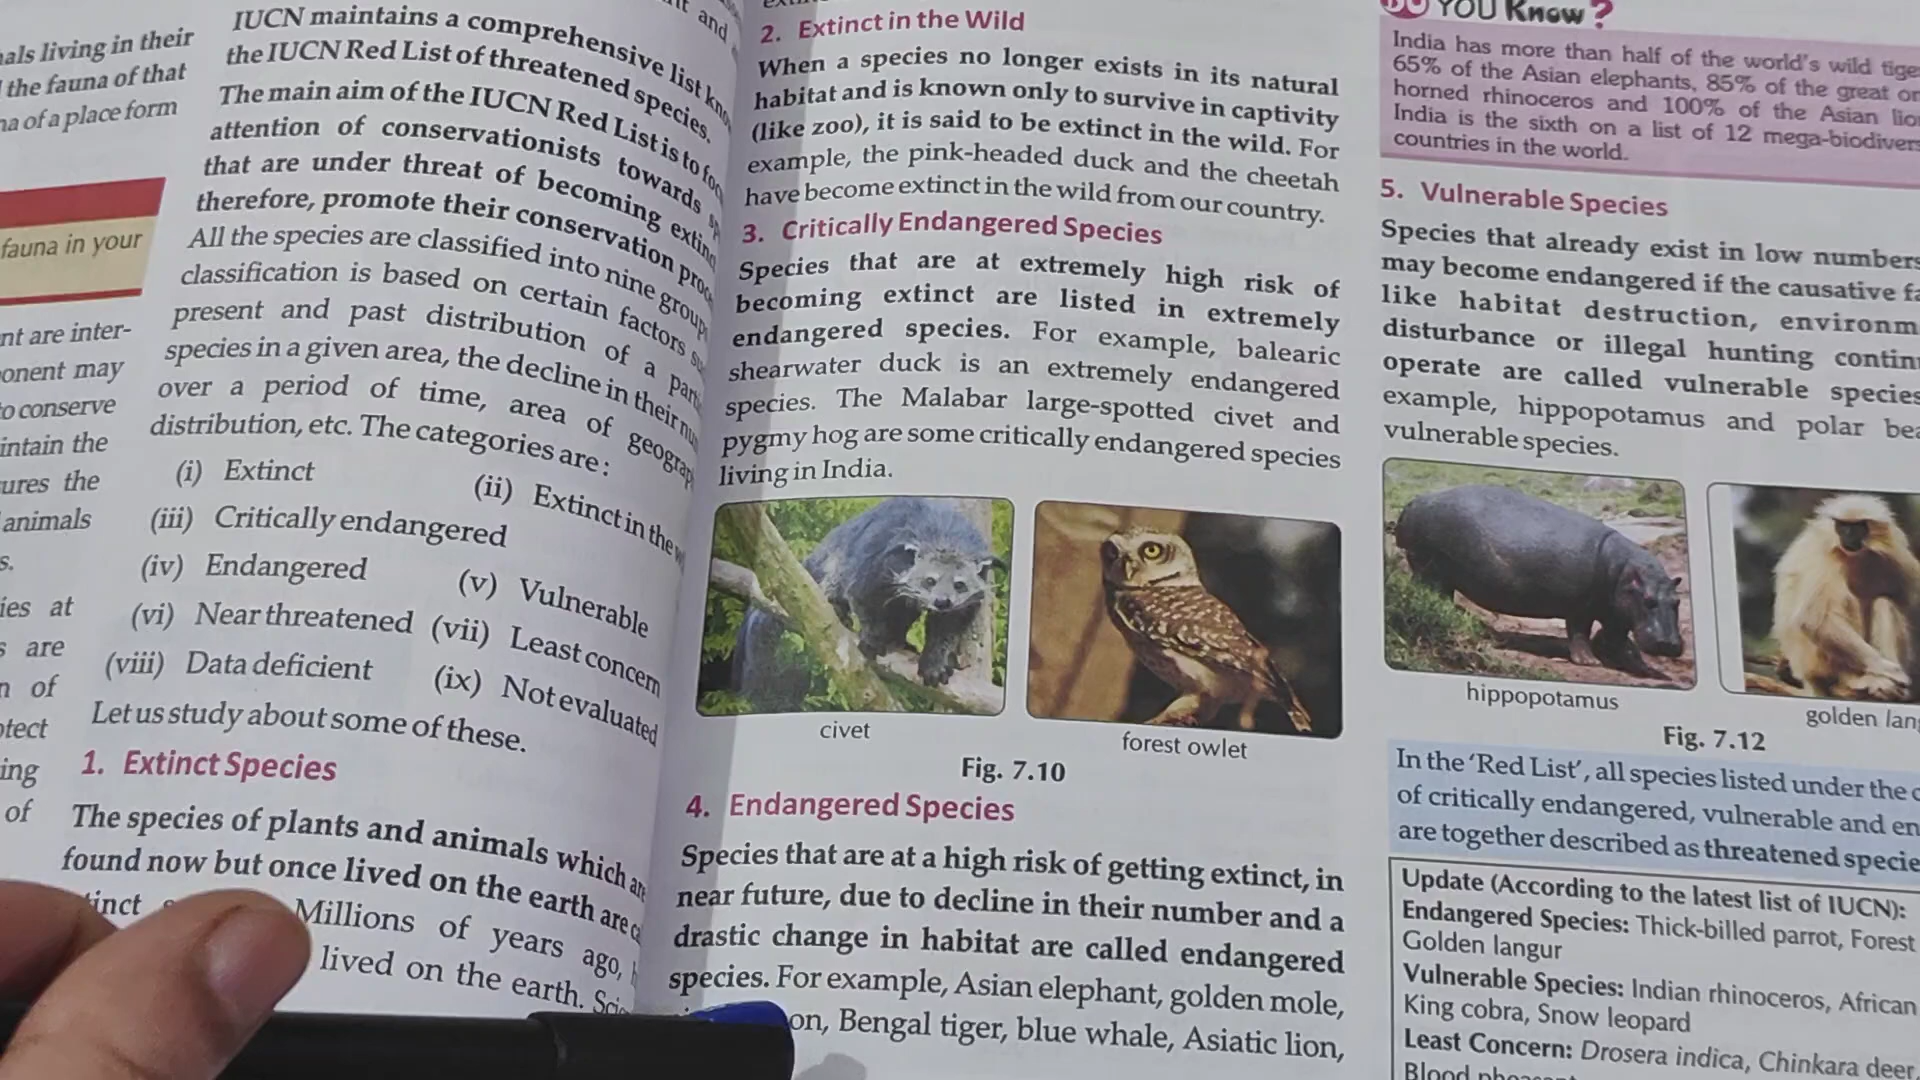 als living in their
the fauna of that
na of a place form
fauna in your
nt are inter-
onent may
to conserve
intain the
ures the
animals
s.
ies at
s are
n of
otect
ing
of
IUCN maintains a comprehensive list
the IUCN Red List of threatened species.
The main aim of the IUCN Red List is to
attention of conservationists towards
that are under threat of becoming
therefore, promote their conservation
All the species are classified into nine
classification is based on certain factors
present and past distribution of a
species in a given area, the decline in their
over a period of time, area of
distribution, etc. The categories are :
(i) Extinct (ii) Extinct in the
(iii) Critically endangered
(iv) Endangered (v) Vulnerable
(vi) Near threatened (vii) Least concern
(viii) Data deficient (ix) Not evaluated
Let us study about some of these.
1. Extinct Species
The species of plants and animals which
found now but once lived on the earth are
Millions of years ago,
lived on the earth.
2. Extinct in the Wild
When a species no longer exists in its natural
habitat and is known only to survive in captivity
(like zoo), it is said to be extinct in the wild. For
example, the pink-headed duck and the cheetah
have become extinct in the wild from our country.
3. Critically Endangered Species
Species that are at extremely high risk of
becoming extinct are listed in extremely
endangered species. For example, balearic
shearwater duck is an extremely endangered
species. The Malabar large-spotted civet and
pygmy hog are some critically endangered species
living in India.
civet
forest owlet
Fig. 7.10
4. Endangered Species
Species that are at a high risk of getting extinct, in
near future, due to decline in their number and a
drastic change in habitat are called endangered
species. For example, Asian elephant, golden mole,
on, Bengal tiger, blue whale, Asiatic lion,
YOU Know ?
India has more than half of the world's wild
65% of the Asian elephants, 85% of the great
horned rhinoceros and 100% of the Asian
India is the sixth on a list of 12
countries in the world.
5. Vulnerable Species
Species that already exist in low numbers
may become endangered if the causative
like habitat destruction,
disturbance or illegal hunting
operate are called vulnerable species
example, hippopotamus and polar
vulnerable species.
hippopotamus
golden
Fig. 7.12
In the 'Red List', all species listed under the
of critically endangered, vulnerable and
are together described as threatened
Update (According to the latest list of IUCN):
Endangered Species: Thick-billed parrot, Forest
Golden langur
Vulnerable Species: Indian rhinoceros, African
King cobra, Snow leopard
Least Concern: Drosera indica, Chinkara deer,
Blood